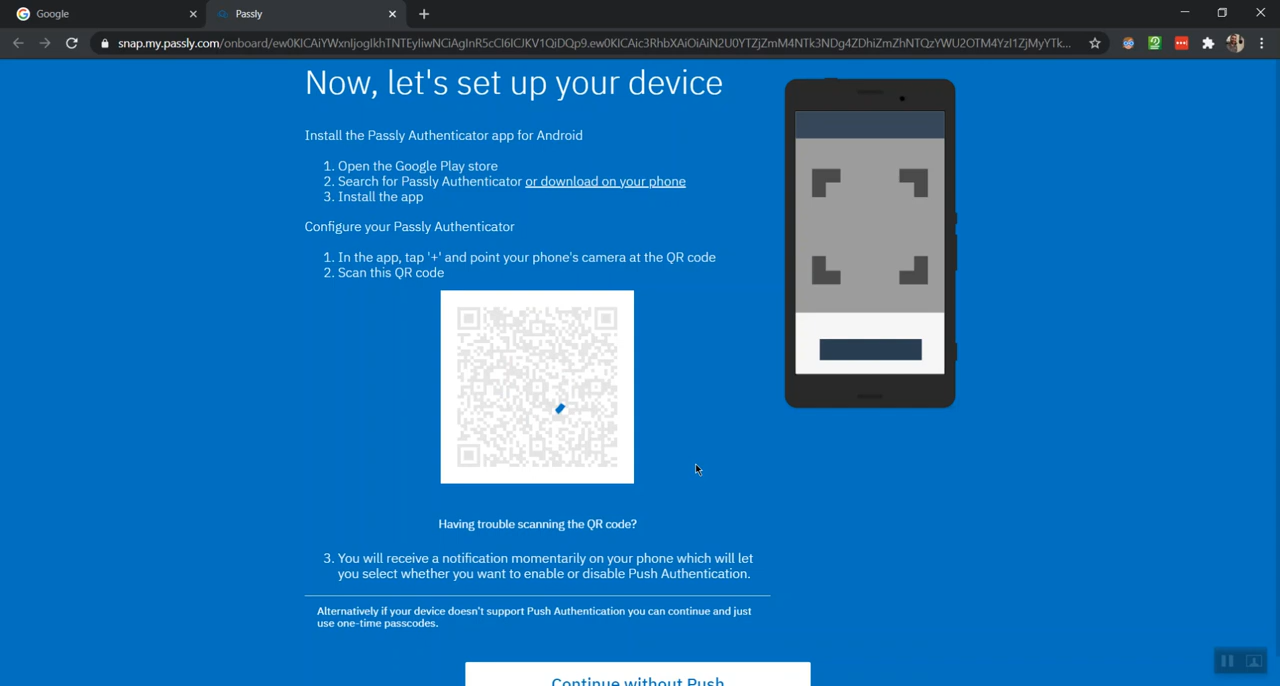 Google
Passly
snap.my.passly.com/onboard/ew0KICAiYWxnIjogIkhTNTEyIiwNCiAgInR5cCI6ICJKV1QiDQp9.ew0KICAic3RhbXAiOiAiN2U0YTZjZmM4NTk3NDg4ZDhiZmZhNTQzYWU2OTM4YzI1ZjMyYTk...
Now, let's set up your device
Install the Passly Authenticator app for Android
1. Open the Google Play store
2. Search for Passly Authenticator or download on your phone
3. Install the app
Configure your Passly Authenticator
1. In the app, tap '+' and point your phone's camera at the QR code
2. Scan this QR code
Having trouble scanning the QR code?
3. You will receive a notification momentarily on your phone which will let
you select whether you want to enable or disable Push Authentication.
Alternatively if your device doesn't support Push Authentication you can continue and just
use one-time passcodes.
Continue without Push